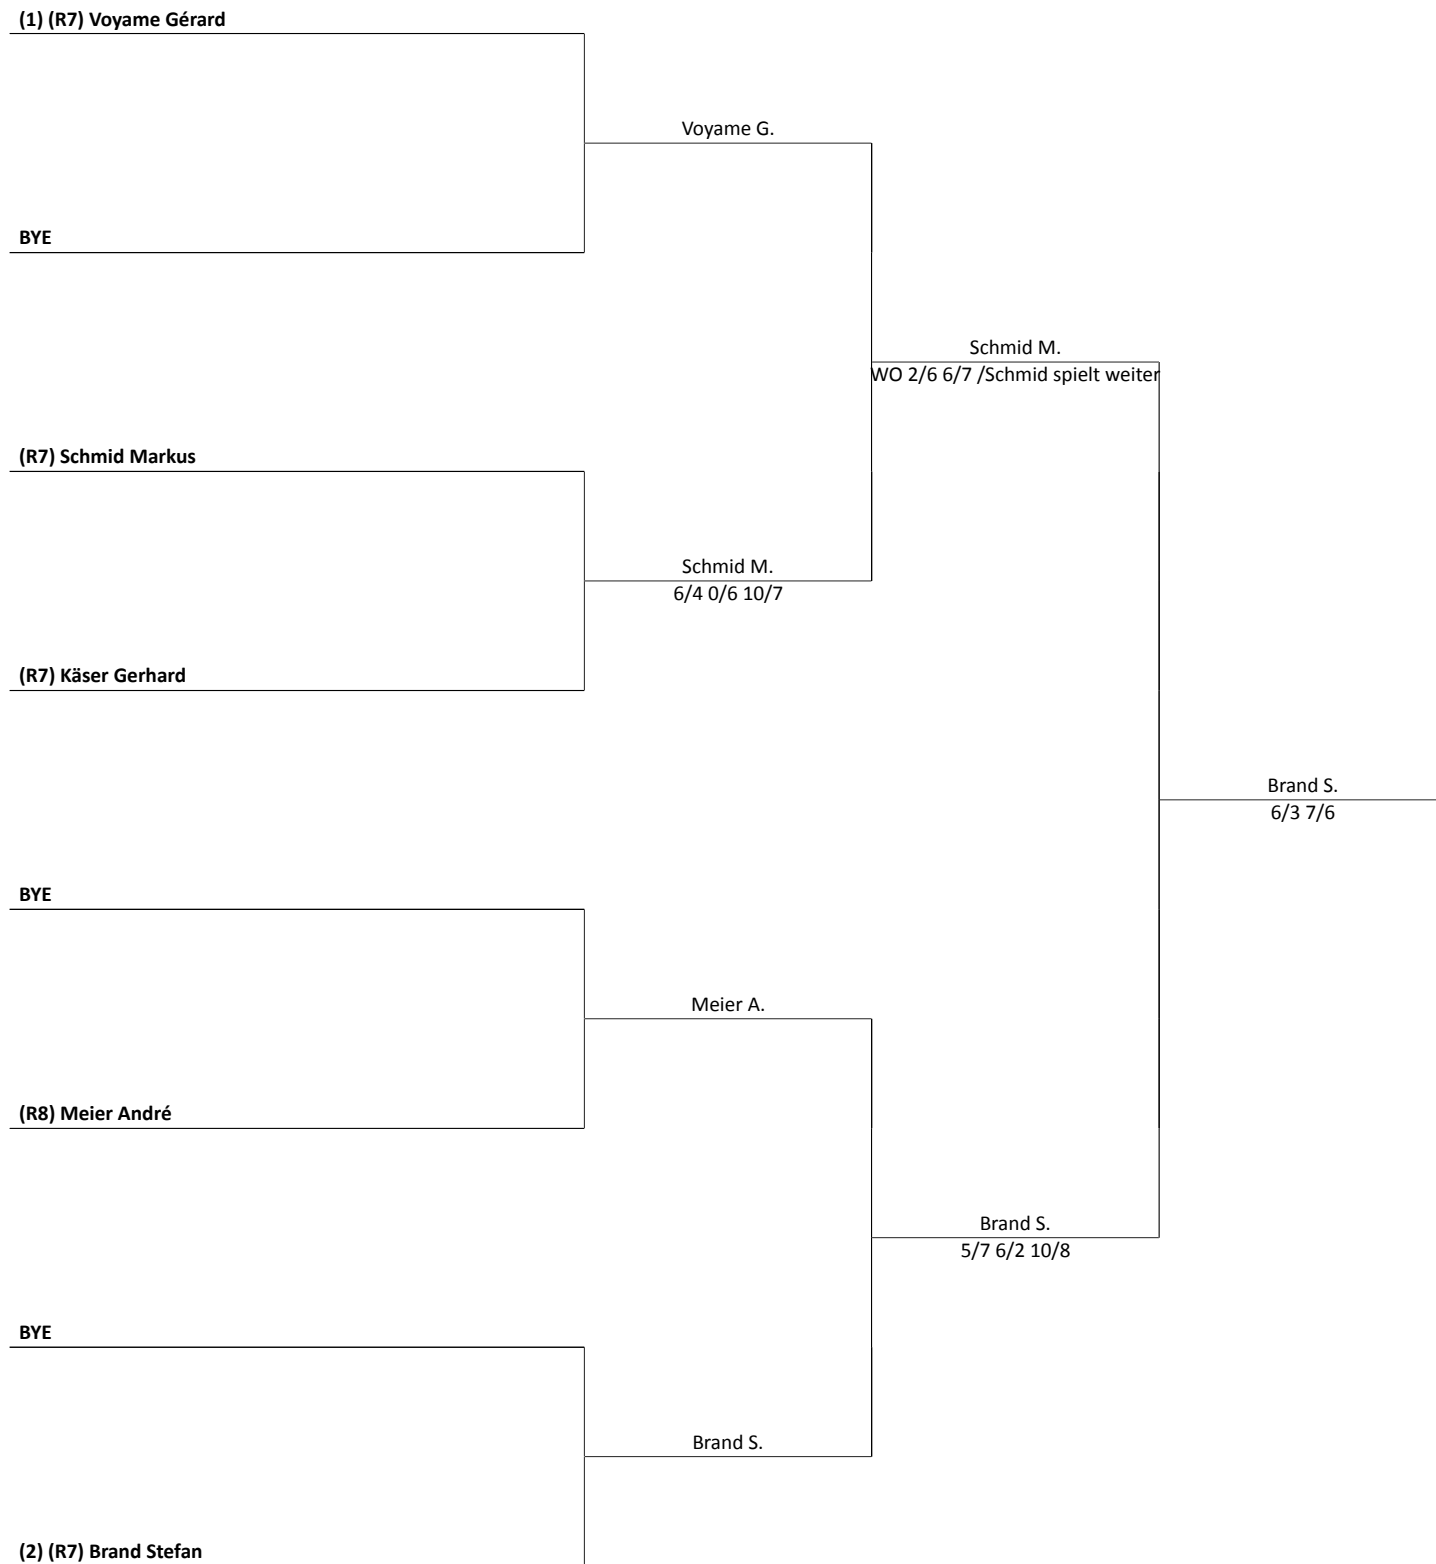 (1) (R7) Voyame Gérard
Voyame G.
BYE
Schmid M.
WO 2/6 6/7 /Schmid spielt weiter
(R7) Schmid Markus
Schmid M.
6/4 0/6 10/7
(R7) Käser Gerhard
Brand S.
6/3 7/6
BYE
Meier A.
(R8) Meier André
Brand S.
5/7 6/2 10/8
BYE
Brand S.
(2) (R7) Brand Stefan